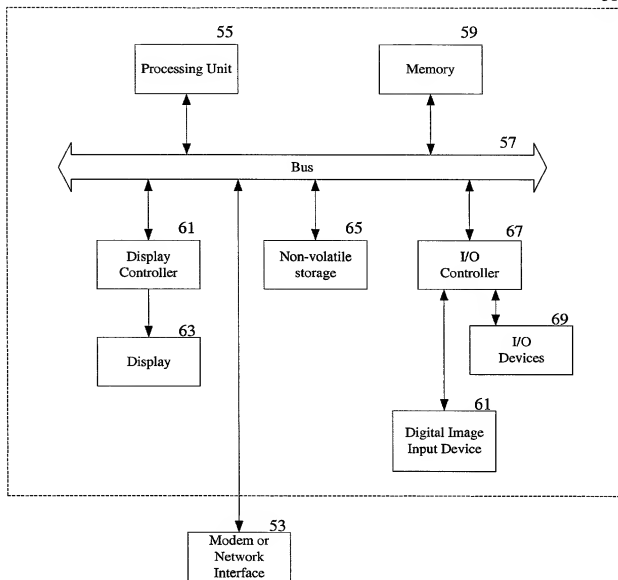 55
Processing Unit
59
Memory
57
Bus
61
Display
Controller
65
Non-volatile
storage
67
I/O
Controller
63
Display
69
I/O
Devices
61
Digital Image
Input Device
53
Modem or
Network
Interface